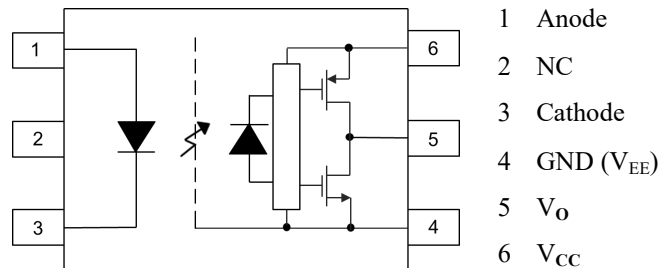 1
2
3
6
5
4
1 Anode
2 NC
3 Cathode
4 GND (VEE)
5 VO
6 VCC